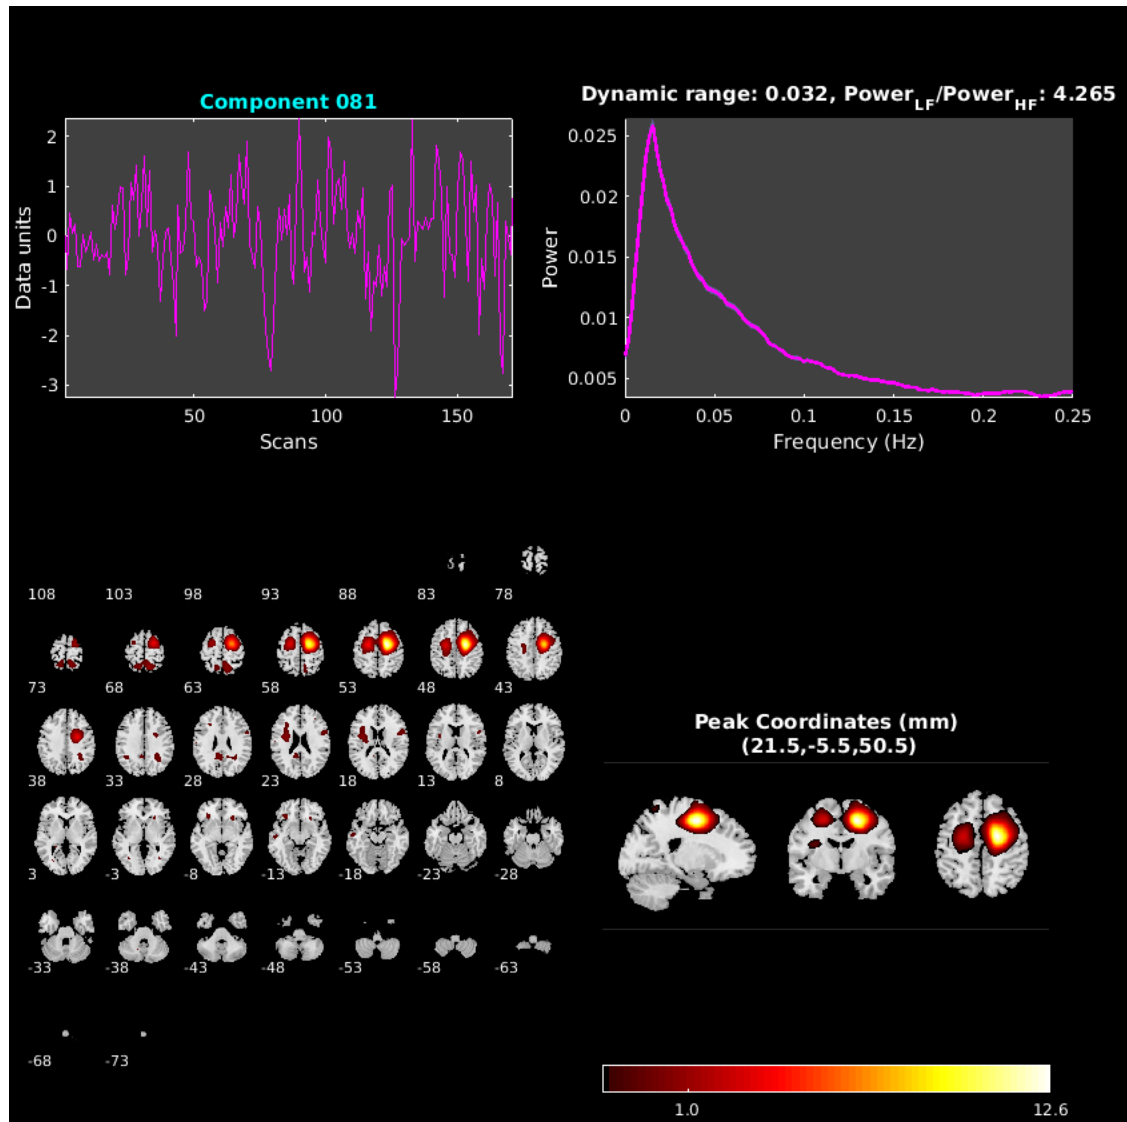 Component 081
2
1
0
-1
-2
-3
Data units
50
100
150
Scans
Dynamic range: 0.032, Power_LF/Power_HF: 4.265
0.025
0.02
0.015
0.01
0.005
Power
0
0.05
0.1
0.15
0.2
0.25
Frequency (Hz)
108 103 98 93 88 83 78
73 68 63 58 53 48 43
38 33 28 23 18 13 8
3 -3 -8 -13 -18 -23 -28
-33 -38 -43 -48 -53 -58 -63
-68 -73
Peak Coordinates (mm)
(21.5,-5.5,50.5)
1.0
12.6